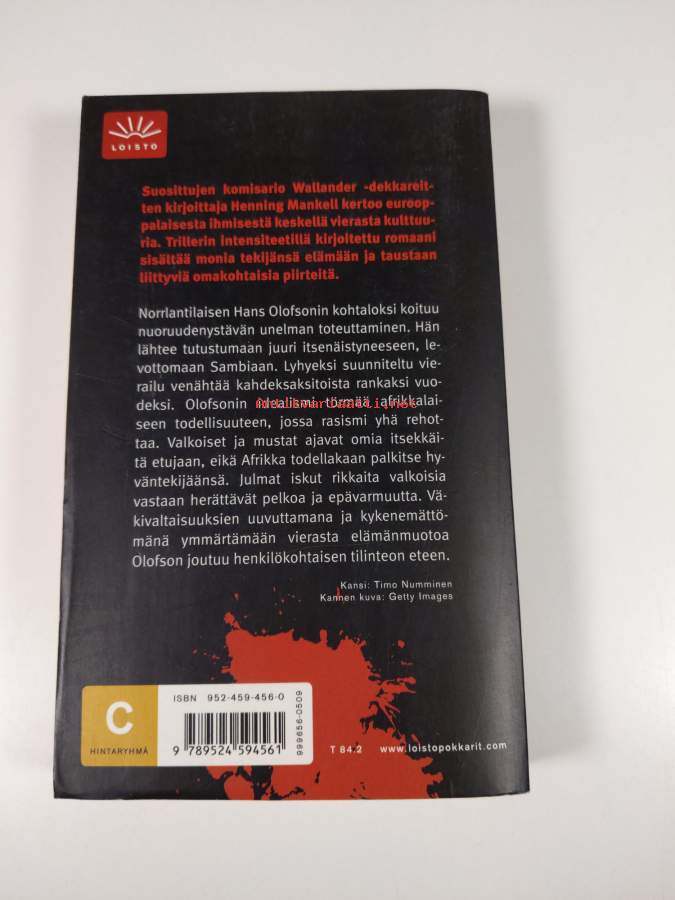 LOISTO
Suosittujen komisario Wallander -dekkareit-
ten kirjoittaja Henning Mankell kertoo euroop-
palaisesta ihmisestä keskellä vierasta kulttuu-
ria. Trillerin intensiteetillä kirjoitettu romaani
sisältää monia tekijänsä elämään ja taustaan
liittyviä omakohtaisia piirteitä.
Norrlantilaisen Hans Olofsonin kohtaloksi koituu
nuoruudenystävän unelman toteuttaminen. Hän
lähtee tutustumaan juuri itsenäistyneeseen, le-
vottomaan Sambiaan. Lyhyeksi suunniteltu vie-
railu venähtää kahdeksaksitoista rankaksi vuo-
deksi. Olofsonin idealismi törmää afrikkalai-
seen todellisuuteen, jossa rasismi yhä rehot-
taa. Valkoiset ja mustat ajavat omia itsekkäi-
tä etujaan, eikä Afrikka todellakaan palkitse hy-
väntekijäänsä. Julmat iskut rikkaita valkoisia
vastaan herättävät pelkoa ja epävarmuutta. Vä-
kivaltaisuuksien uuvuttamana ja kykenemättö-
mänä ymmärtämään vierasta elämänmuotoa
Olofson joutuu henkilökohtaisen tilinteon eteen.
Kansi: Timo Numminen
Kannen kuva: Getty Images
C
HINTARYHMÄ
ISBN 952-459-456-0
9 789524 594561
999656-0509
T 84.2 www.loistopokkarit.com